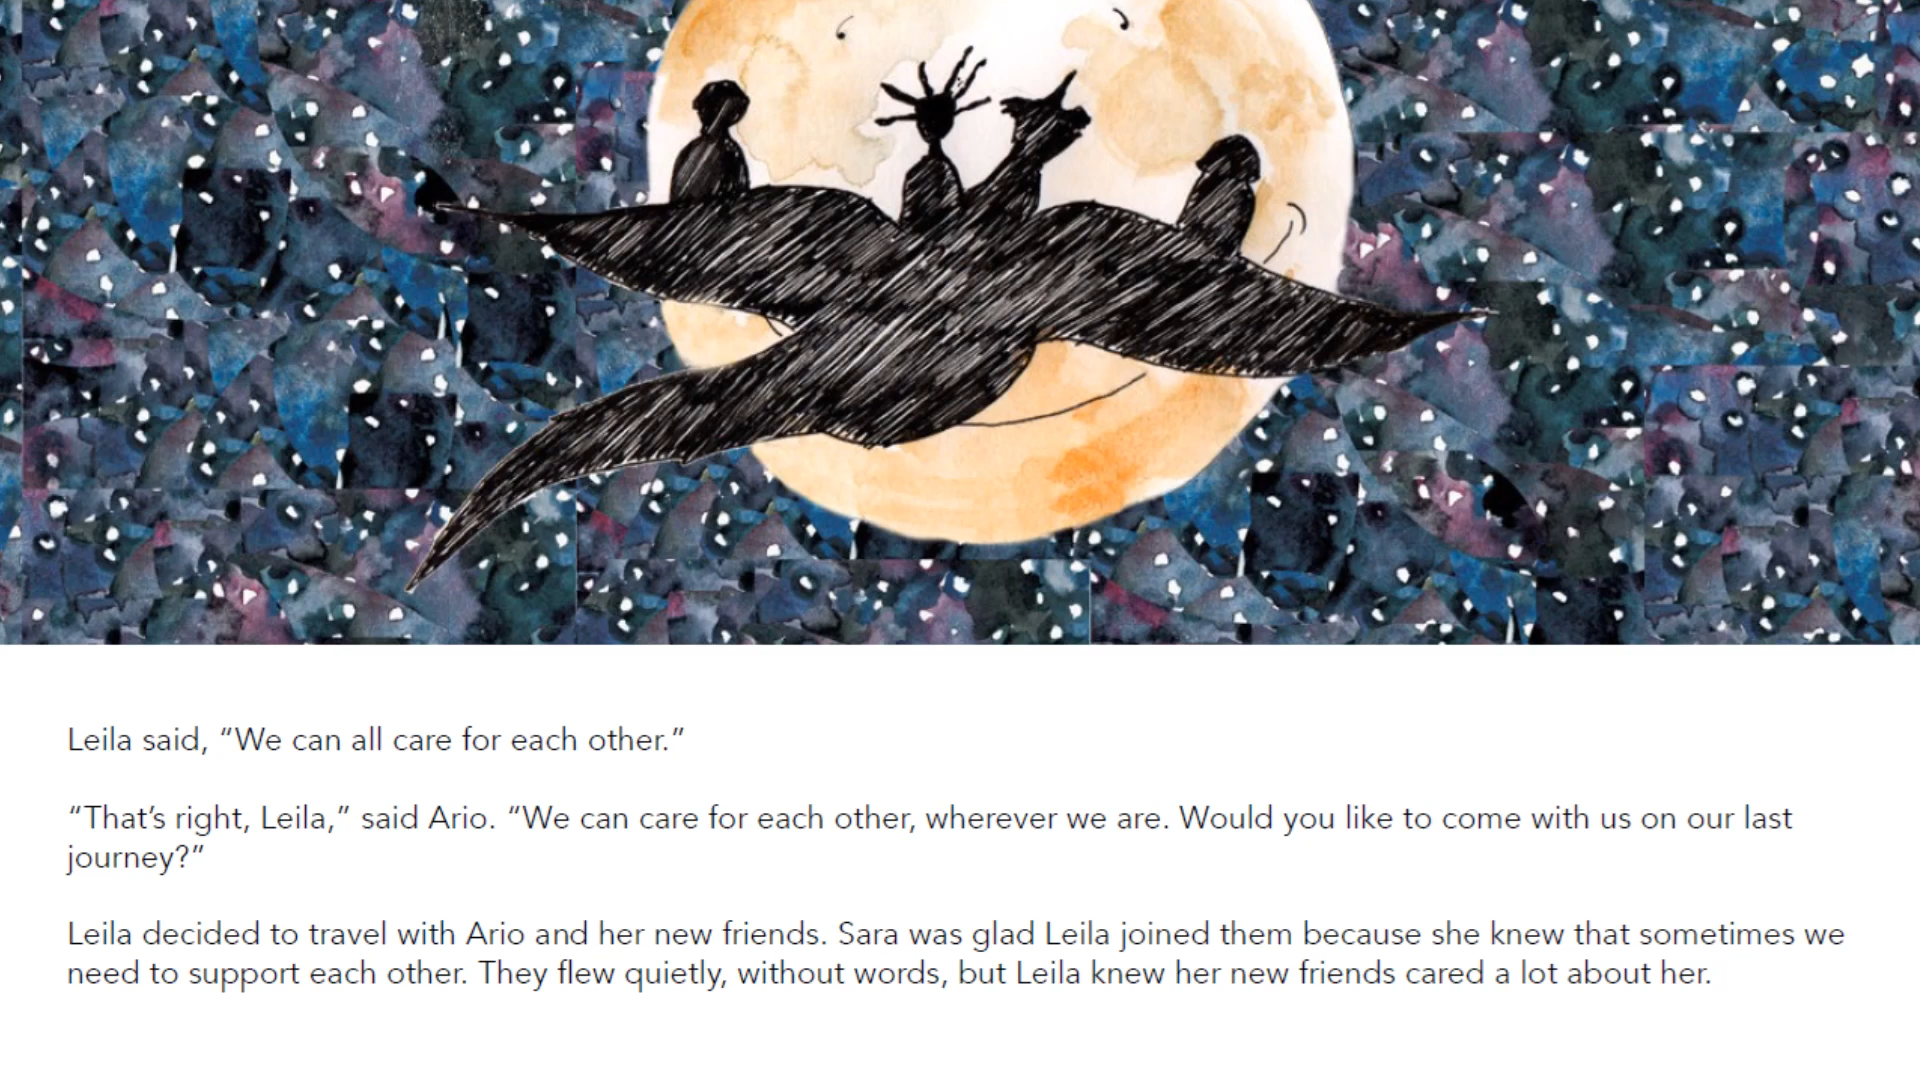 Leila said, “We can all care for each other.”
“That’s right, Leila,” said Ario. “We can care for each other, wherever we are. Would you like to come with us on our last
journey?”
Leila decided to travel with Ario and her new friends. Sara was glad Leila joined them because she knew that sometimes we
need to support each other. They flew quietly, without words, but Leila knew her new friends cared a lot about her.